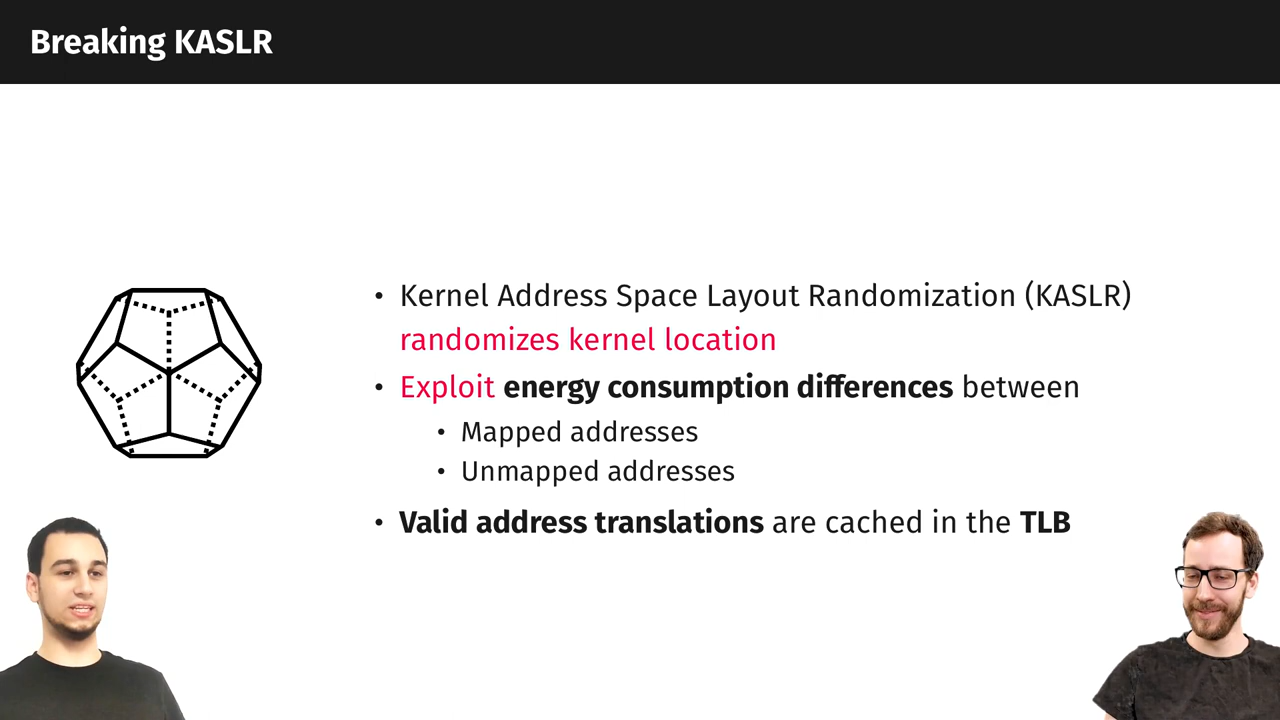 Breaking KASLR
• Kernel Address Space Layout Randomization (KASLR)
randomizes kernel location
• Exploit energy consumption differences between
• Mapped addresses
• Unmapped addresses
• Valid address translations are cached in the TLB